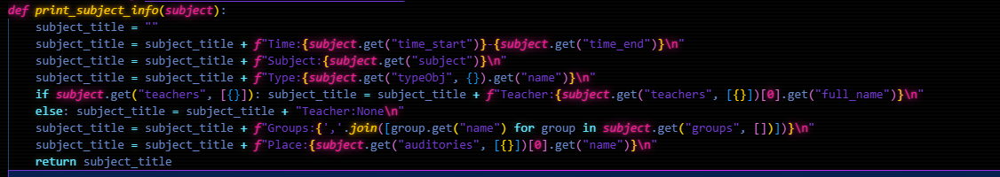 def print_subject_info(subject):
    subject_title = ""
    subject_title = subject_title + f"Time:{subject.get("time_start")}-{subject.get("time_end")}\n"
    subject_title = subject_title + f"Subject:{subject.get("subject")}\n"
    subject_title = subject_title + f"Type:{subject.get("typeObj", {}).get("name")}\n"
    if subject.get("teachers", [{}]): subject_title = subject_title + f"Teacher:{subject.get("teachers", [{}])[0].get("full_name")}\n"
    else: subject_title = subject_title + "Teacher:None\n"
    subject_title = subject_title + f"Groups:{','.join([group.get("name") for group in subject.get("groups", [])])}\n"
    subject_title = subject_title + f"Place:{subject.get("auditories", [{}])[0].get("name")}\n"
    return subject_title